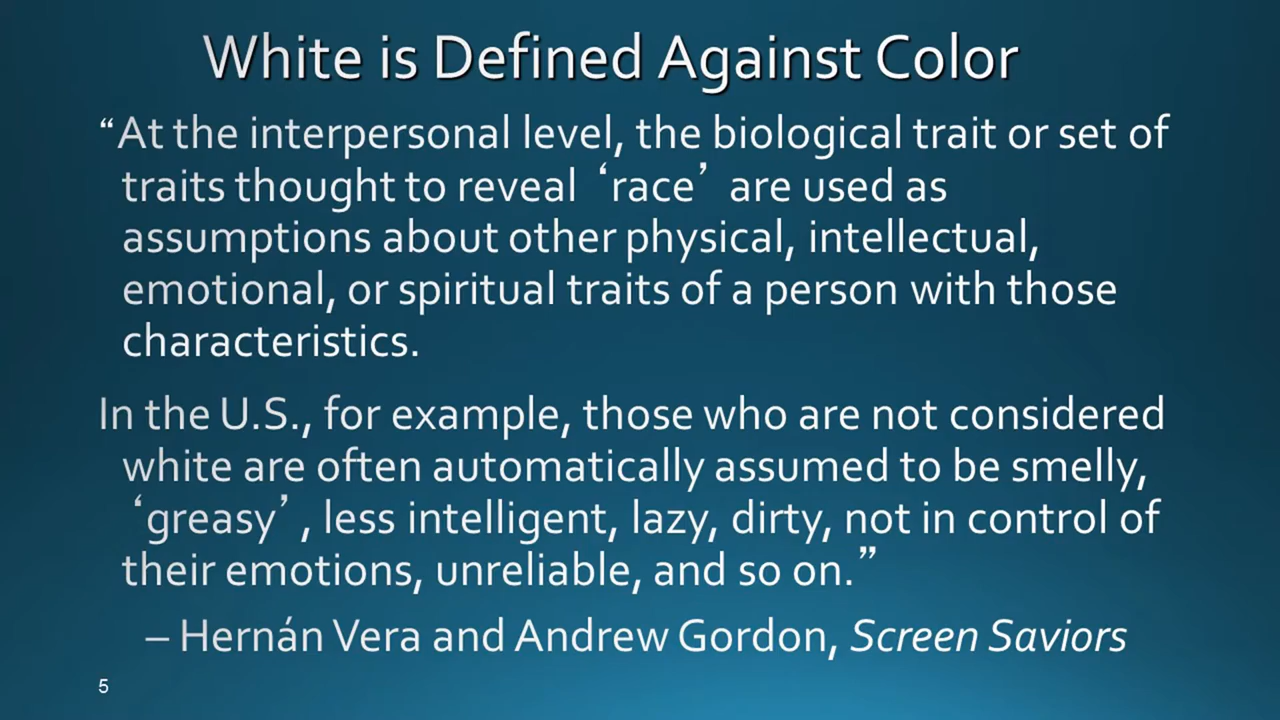 White is Defined Against Color
“At the interpersonal level, the biological trait or set of
traits thought to reveal ‘race’ are used as
assumptions about other physical, intellectual,
emotional, or spiritual traits of a person with those
characteristics.
In the U.S., for example, those who are not considered
white are often automatically assumed to be smelly,
‘greasy’, less intelligent, lazy, dirty, not in control of
their emotions, unreliable, and so on.”
– Hernán Vera and Andrew Gordon, Screen Saviors
5